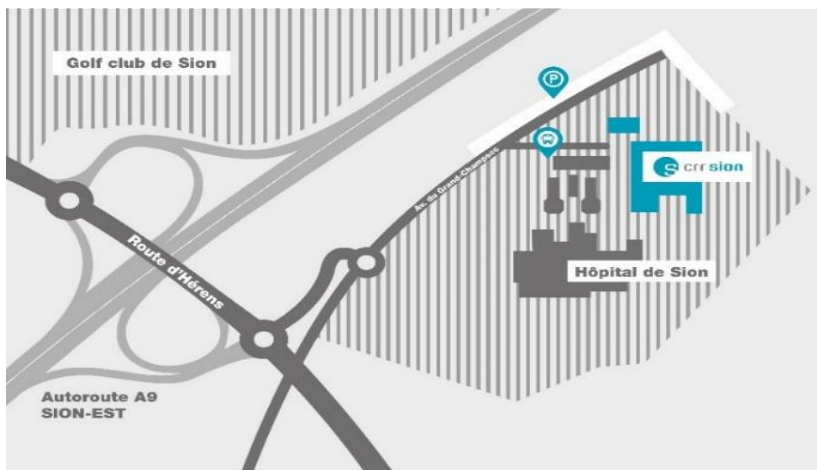 Golf club de Sion
P
Av. du Grand-Champsec
S crr sion
Route d'Hérens
Hôpital de Sion
Autoroute A9
SION-EST